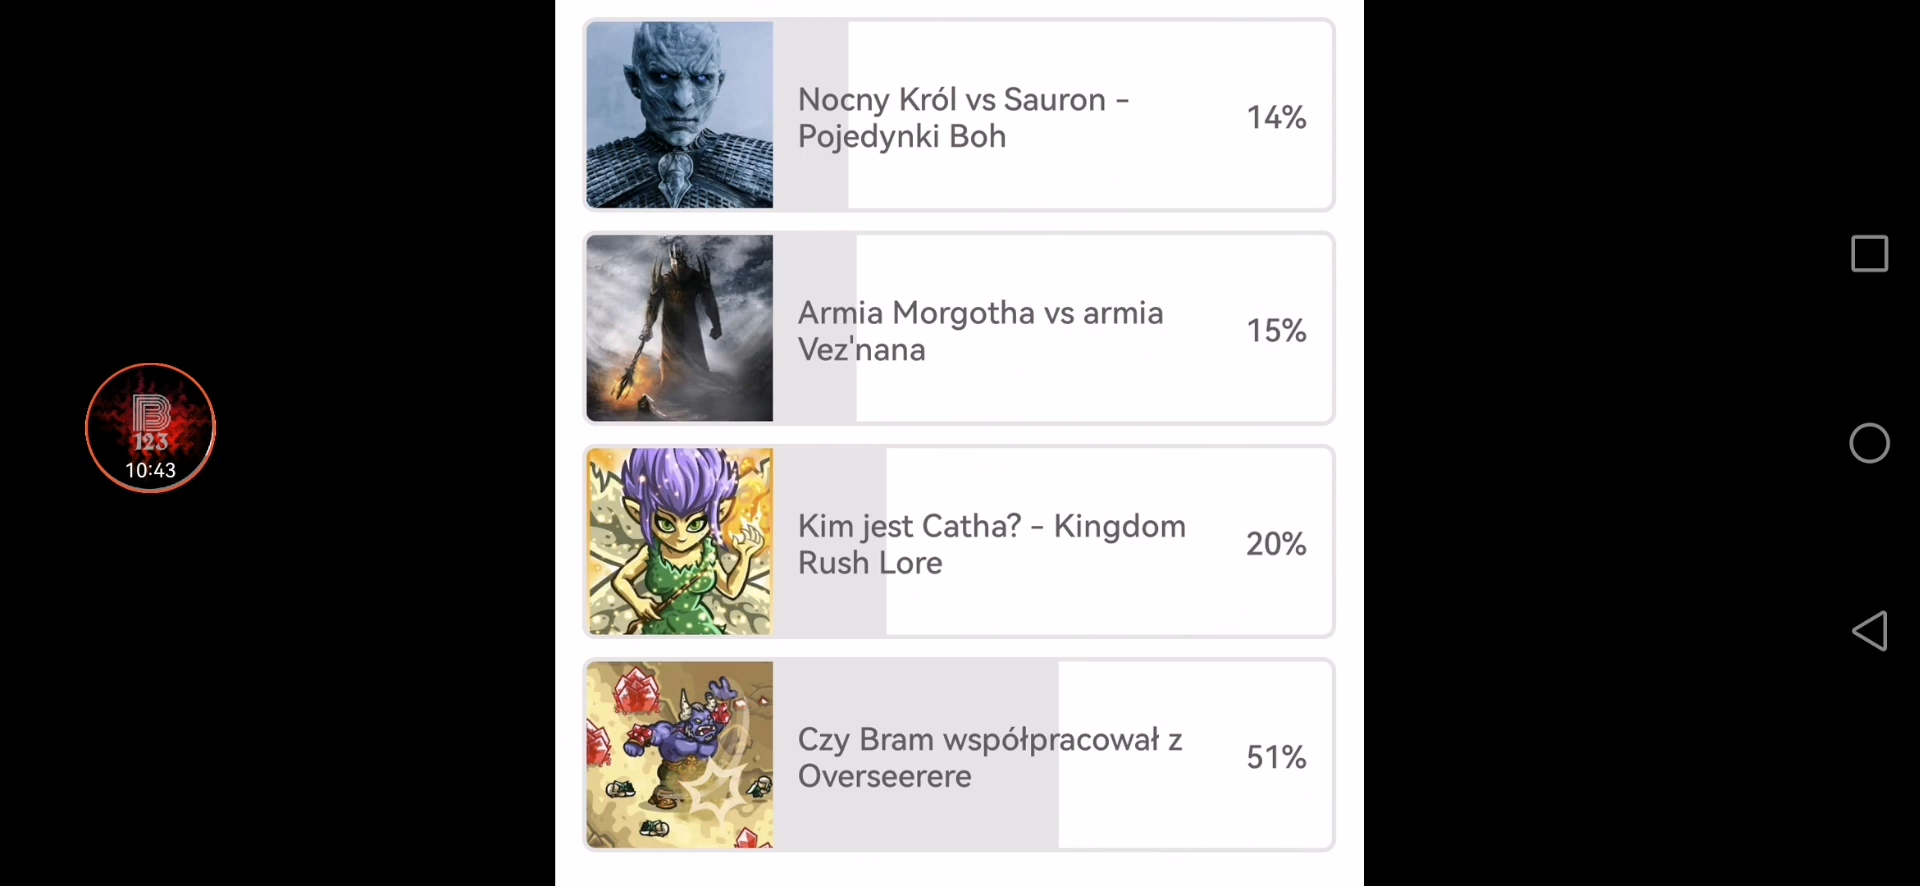 Nocny Król vs Sauron -
Pojedynki Boh
14%
Armia Morgotha vs armia
Vez'nana
15%
B
123
10:43
Kim jest Catha? - Kingdom
Rush Lore
20%
Czy Bram współpracował z
Overseerere
51%